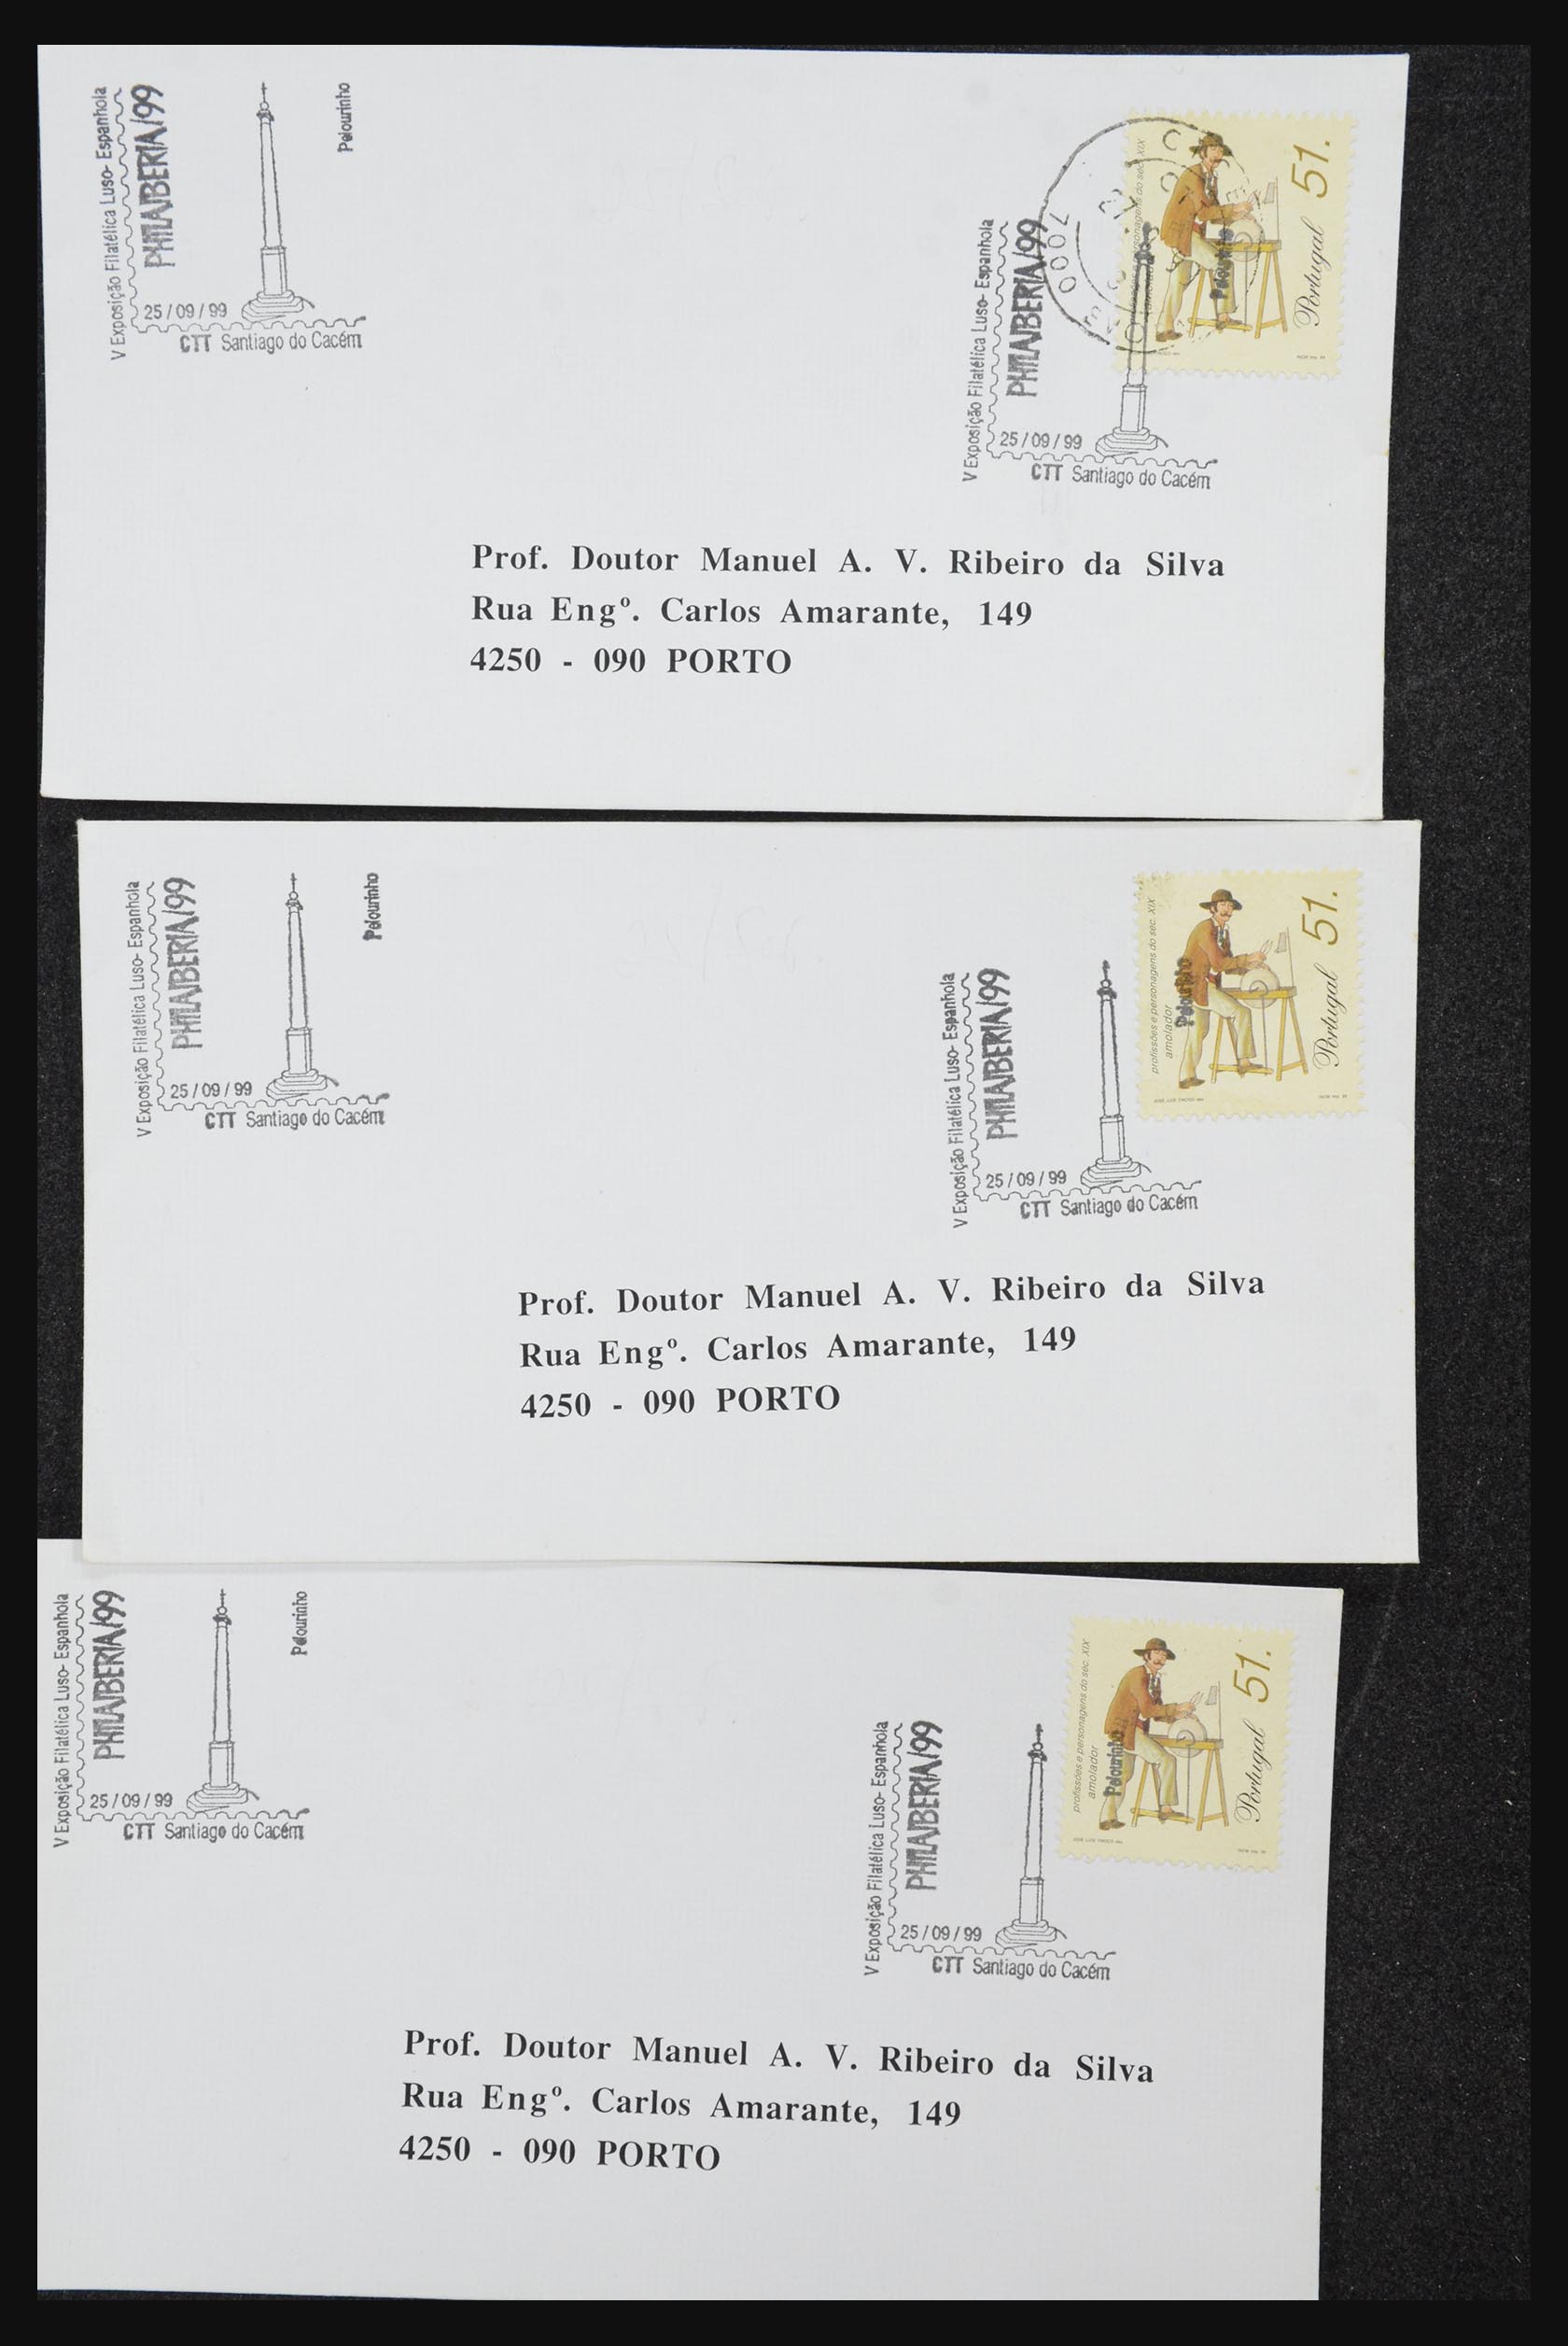 V Exposição Filatélica Luso-Espanhola
PHILAIBERIA/99
Pelourinho
25/09/99
CTT Santiago do Cacém
profissões e personagens do séc. XIX
51.
Portugal
7000
V Exposição Filatélica Luso-Espanhola
PHILAIBERIA/99
Pelourinho
25/09/99
CTT Santiago do Cacém
Prof. Doutor Manuel A. V. Ribeiro da Silva
Rua Engº. Carlos Amarante, 149
4250 - 090 PORTO
V Exposição Filatélica Luso-Espanhola
PHILAIBERIA/99
Pelourinho
25/09/99
CTT Santiago do Cacém
profissões e personagens do séc. XIX
amolador
51.
Portugal
V Exposição Filatélica Luso-Espanhola
PHILAIBERIA/99
Pelourinho
25/09/99
CTT Santiago do Cacém
Prof. Doutor Manuel A. V. Ribeiro da Silva
Rua Engº. Carlos Amarante, 149
4250 - 090 PORTO
V Exposição Filatélica Luso-Espanhola
PHILAIBERIA/99
Pelourinho
25/09/99
CTT Santiago do Cacém
profissões e personagens do séc. XIX
amolador
51.
Portugal
V Exposição Filatélica Luso-Espanhola
PHILAIBERIA/99
Pelourinho
25/09/99
CTT Santiago do Cacém
Prof. Doutor Manuel A. V. Ribeiro da Silva
Rua Engº. Carlos Amarante, 149
4250 - 090 PORTO